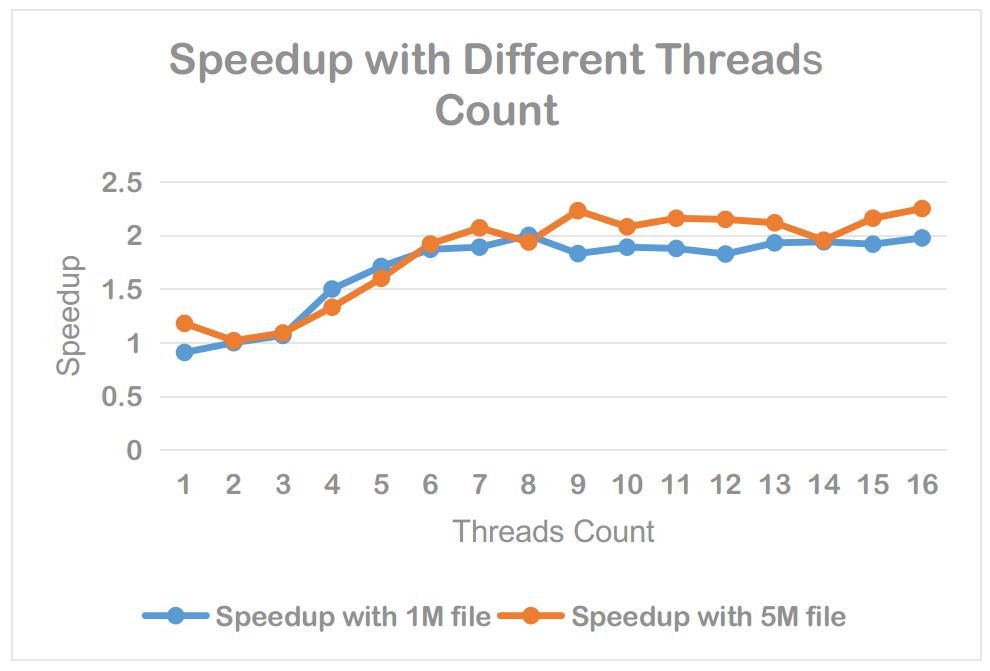 Speedup with Different Threads
Count
2.5
2
1.5
1
0.5
0
Speedup
1 2 3 4 5 6 7 8 9 10 11 12 13 14 15 16
Threads Count
Speedup with 1M file Speedup with 5M file